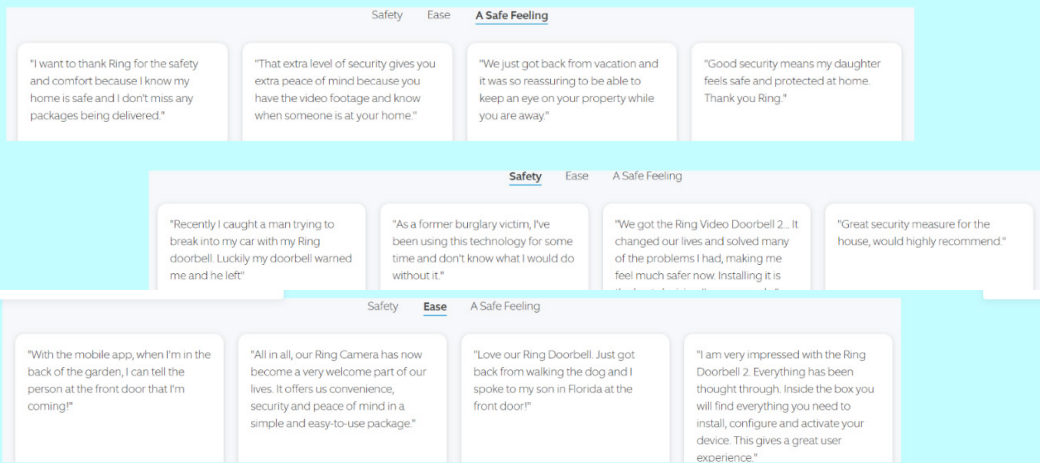 Safety Ease A Safe Feeling
"I want to thank Ring for the safety
and comfort because I know my
home is safe and I don't miss any
packages being delivered."
"That extra level of security gives you
extra peace of mind because you
have the video footage and know
when someone is at your home."
"We just got back from vacation and
it was so reassuring to be able to
keep an eye on your property while
you are away."
"Good security means my daughter
feels safe and protected at home.
Thank you Ring."
Safety Ease A Safe Feeling
"Recently I caught a man trying to
break into my car with my Ring
doorbell. Luckily my doorbell warned
me and he left"
"As a former burglary victim, I've
been using this technology for some
time and don't know what I would do
without it."
"We got the Ring Video Doorbell 2... It
changed our lives and solved many
of the problems I had, making me
feel much safer now. Installing it is
"Great security measure for the
house, would highly recommend."
Safety Ease A Safe Feeling
"With the mobile app, when I'm in the
back of the garden, I can tell the
person at the front door that I'm
coming!"
"All in all, our Ring Camera has now
become a very welcome part of our
lives. It offers us convenience,
security and peace of mind in a
simple and easy-to-use package."
"Love our Ring Doorbell. Just got
back from walking the dog and I
spoke to my son in Florida at the
front door!"
"I am very impressed with the Ring
Doorbell 2. Everything has been
thought through. Inside the box you
will find everything you need to
install, configure and activate your
device. This gives a great user
experience."